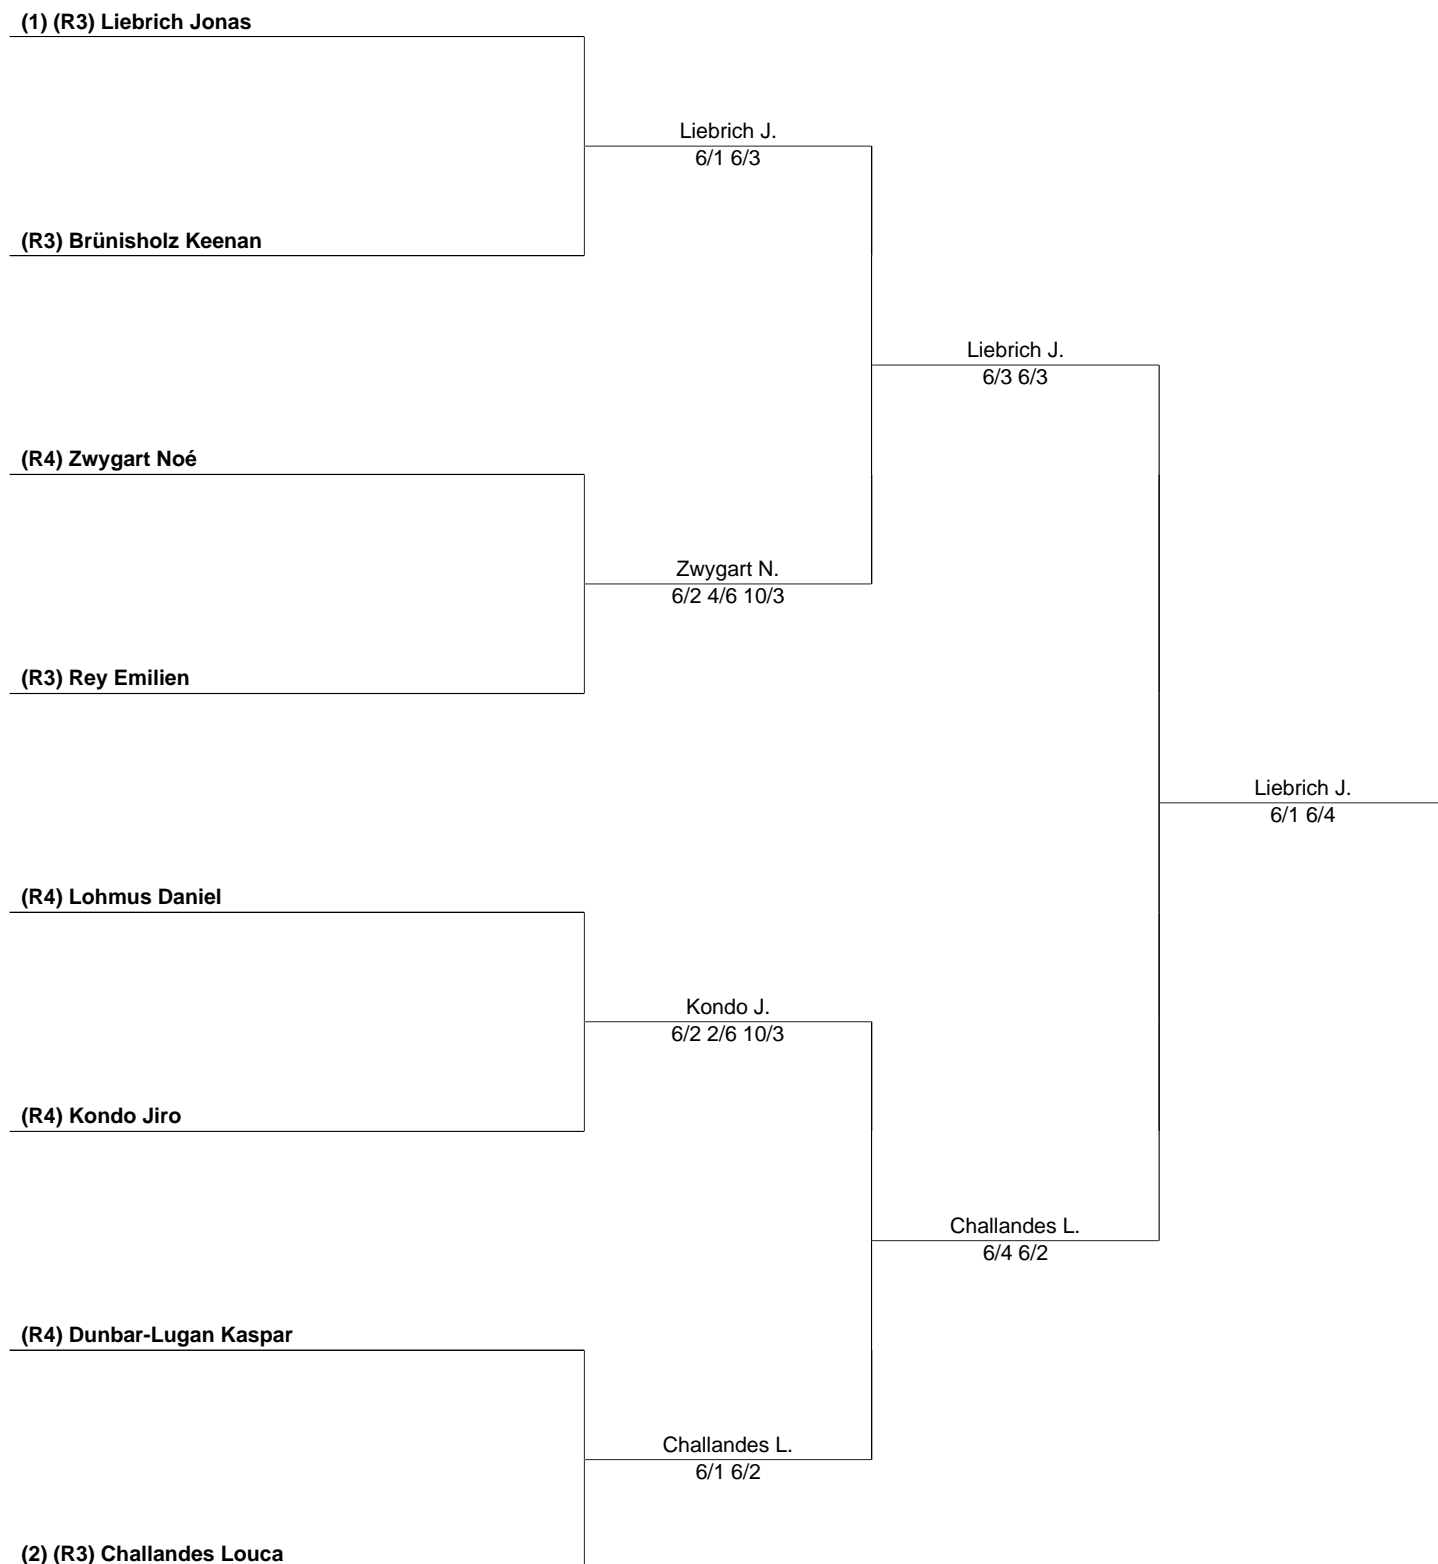 (1) (R3) Liebrich Jonas
Liebrich J.
6/1 6/3
(R3) Brünisholz Keenan
Liebrich J.
6/3 6/3
(R4) Zwygart Noé
Zwygart N.
6/2 4/6 10/3
(R3) Rey Emilien
Liebrich J.
6/1 6/4
(R4) Lohmus Daniel
Kondo J.
6/2 2/6 10/3
(R4) Kondo Jiro
Challandes L.
6/4 6/2
(R4) Dunbar-Lugan Kaspar
Challandes L.
6/1 6/2
(2) (R3) Challandes Louca